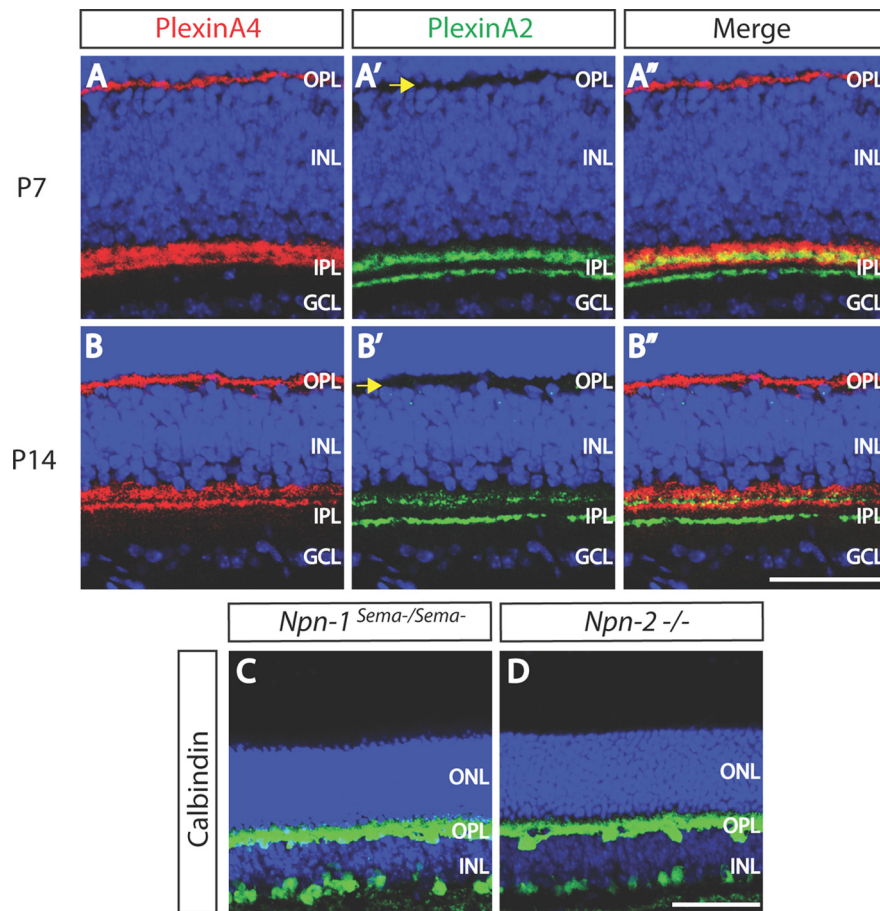 PlexinA4 PlexinA2 Merge
A OPL A′ OPL A″ OPL
INL INL INL
P7
IPL IPL IPL
GCL GCL GCL
B OPL B′ OPL B″ OPL
INL INL INL
P14
IPL IPL IPL
GCL GCL GCL
Npn-1 Sema-/Sema- Npn-2 -/-
C D
Calbindin
ONL ONL
OPL OPL
INL INL